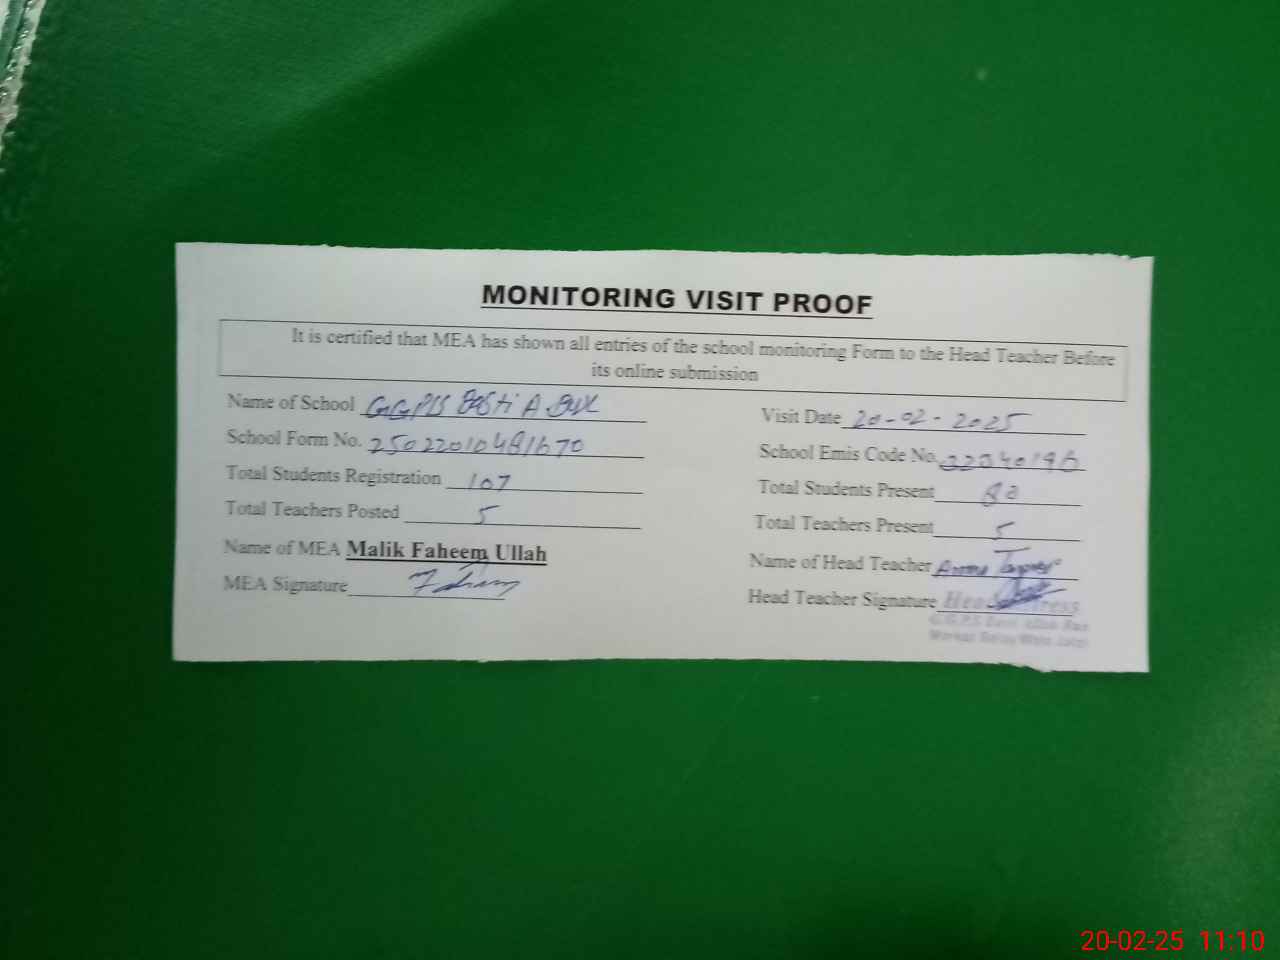 MONITORING VISIT PROOF
It is certified that MEA has shown all entries of the school monitoring Form to the Head Teacher Before
its online submission
Name of School GGPS Basti A Bux
Visit Date 20-02-2025
School Form No. 25022010481670
School Emis Code No. 32340196
Total Students Registration 107
Total Students Present
Total Teachers Posted 5
Total Teachers Present 5
Name of MEA Malik Faheem Ullah
Name of Head Teacher
MEA Signature
Head Teacher Signature
20-02-25 11:10